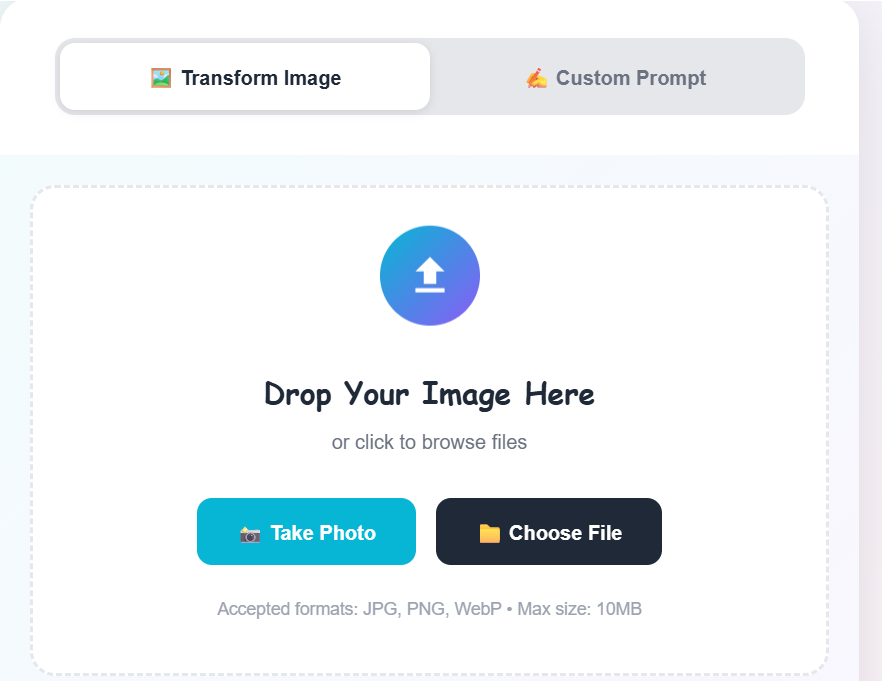 Transform Image
Custom Prompt
Drop Your Image Here
or click to browse files
Take Photo
Choose File
Accepted formats: JPG, PNG, WebP • Max size: 10MB